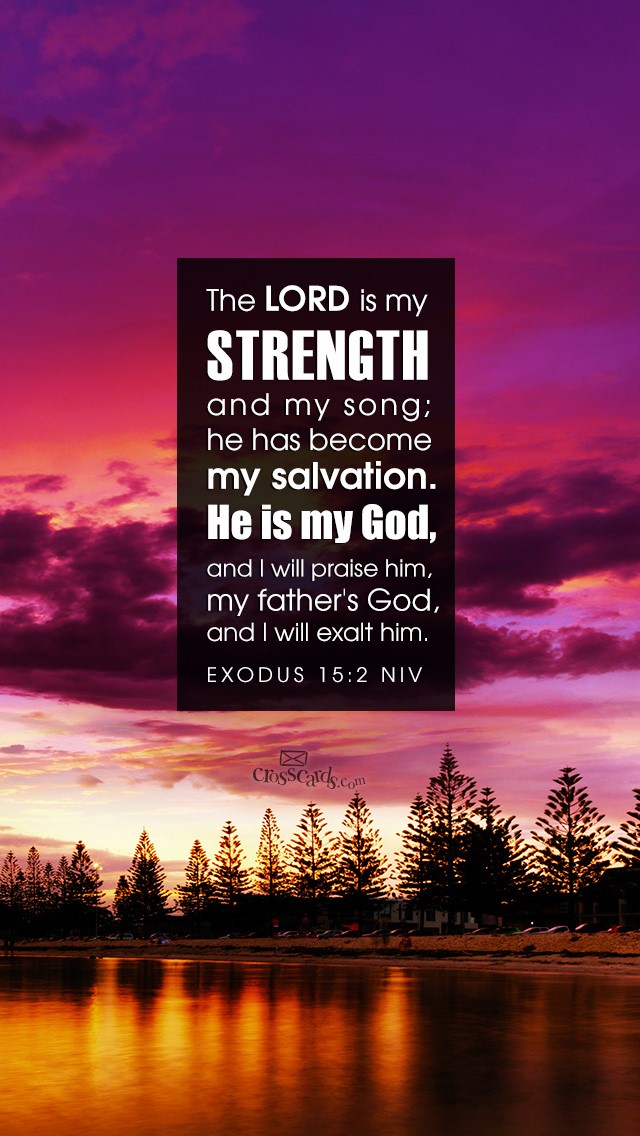 The LORD is my
STRENGTH
and my song;
he has become
my salvation.
He is my God,
and I will praise him,
my father's God,
and I will exalt him.
EXODUS 15:2 NIV
crosscards.com